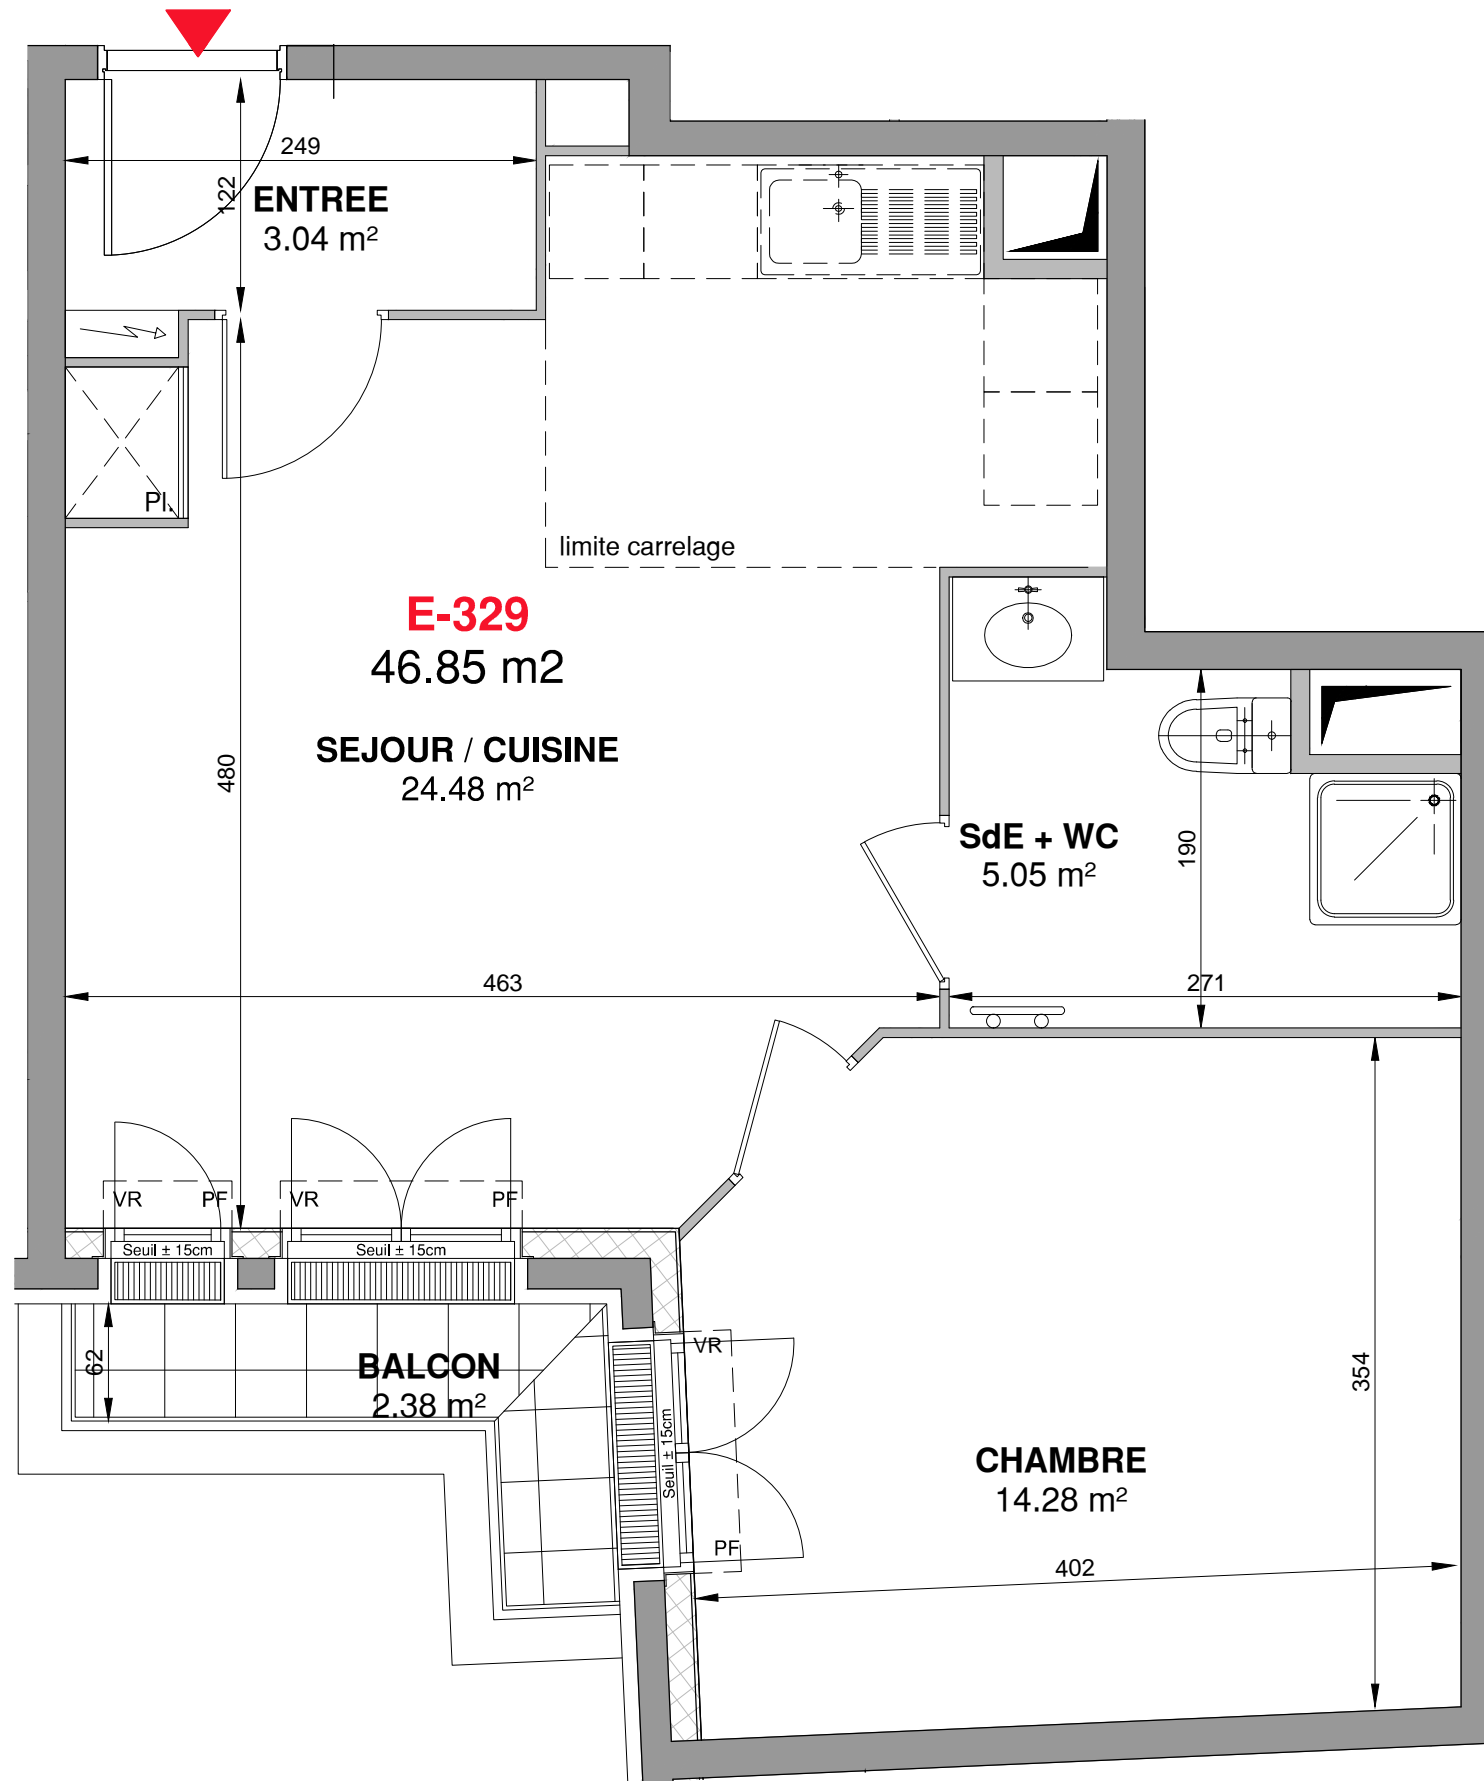 249
122
ENTREE
3.04 m²
Pl.
limite carrelage
E-329
46.85 m2
SEJOUR / CUISINE
24.48 m²
480
SdE + WC
5.05 m²
190
463
271
VR
PF
VR
PF
Seuil ± 15cm
Seuil ± 15cm
62
BALCON
2.38 m²
VR
Seuil ± 15cm
PF
354
CHAMBRE
14.28 m²
402